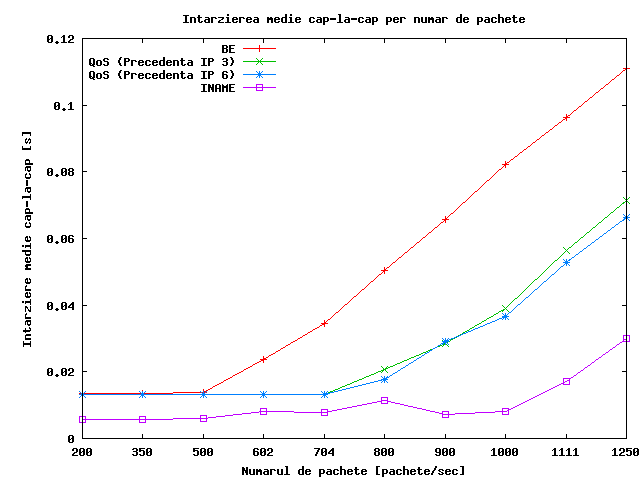 Intarzierea medie cap-la-cap per numar de pachete
0.12
0.1
0.08
0.06
0.04
0.02
0
Intarziere medie cap-la-cap [s]
BE
QoS (Precedenta IP 3)
QoS (Precedenta IP 6)
INAME
200 350 500 602 704 800 900 1000 1111 1250
Numarul de pachete [pachete/sec]